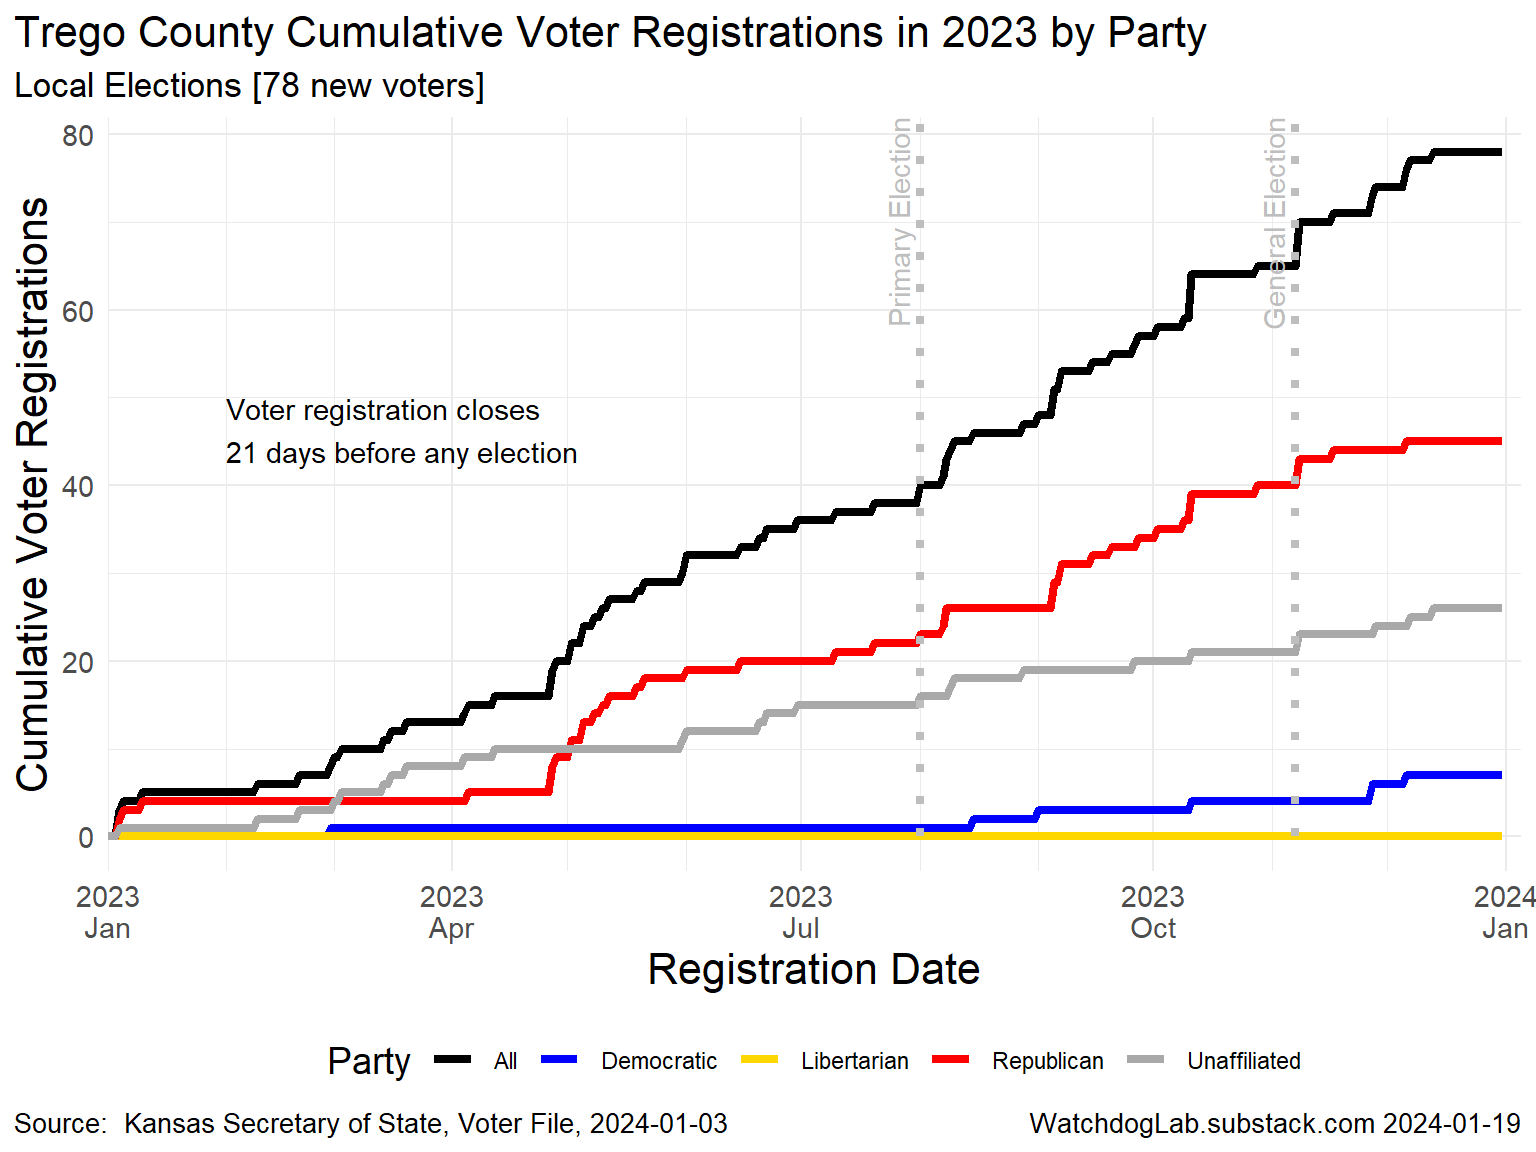 Trego County Cumulative Voter Registrations in 2023 by Party
Local Elections [78 new voters]
Cumulative Voter Registrations
80
60
40
20
0
Primary Election
General Election
Voter registration closes
21 days before any election
2023
Jan
2023
Apr
2023
Jul
2023
Oct
2024
Jan
Registration Date
Party All Democratic Libertarian Republican Unaffiliated
Source:  Kansas Secretary of State, Voter File, 2024-01-03
WatchdogLab.substack.com 2024-01-19